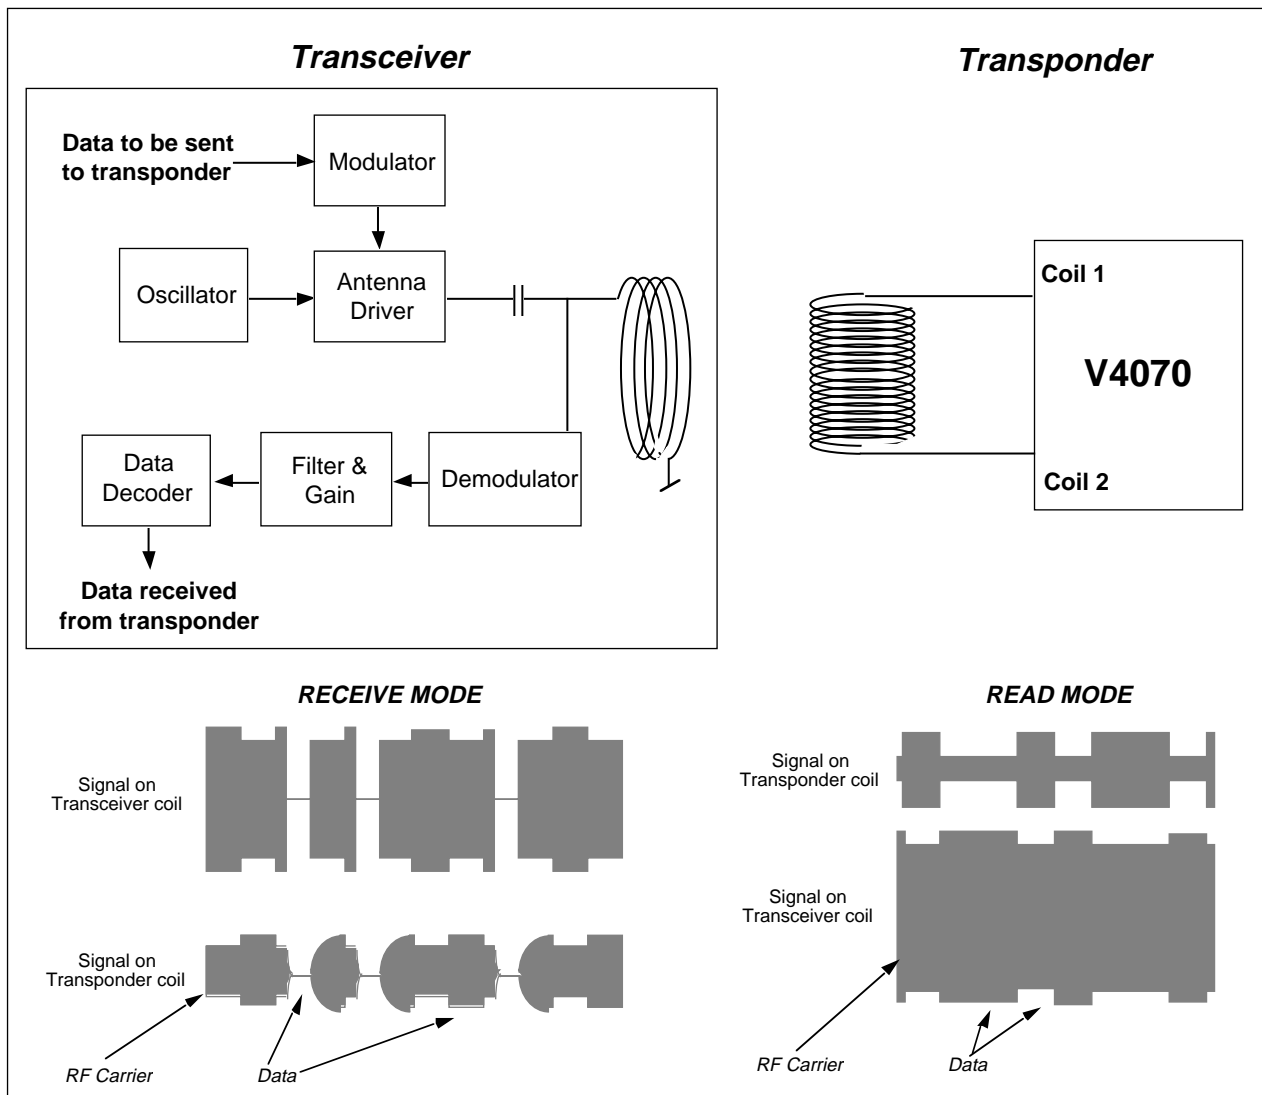 Transceiver
Transponder
Data to be sent
to transponder
Modulator
Oscillator
Antenna
Driver
Data
Decoder
Filter &
Gain
Demodulator
Data received
from transponder
Coil 1
V4070
Coil 2
RECEIVE MODE
Signal on
Transceiver coil
Signal on
Transponder coil
RF Carrier
Data
READ MODE
Signal on
Transponder coil
Signal on
Transceiver coil
RF Carrier
Data